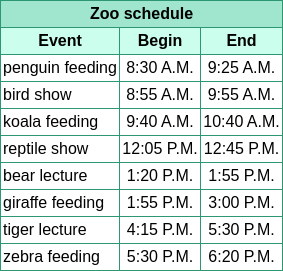 Zoo schedule
Event Begin End
penguin feeding 8:30 A.M. 9:25 A.M.
bird show 8:55 A.M. 9:55 A.M.
koala feeding 9:40 A.M. 10:40 A.M.
reptile show 12:05 P.M. 12:45 P.M.
bear lecture 1:20 P.M. 1:55 P.M.
giraffe feeding 1:55 P.M. 3:00 P.M.
tiger lecture 4:15 P.M. 5:30 P.M.
zebra feeding 5:30 P.M. 6:20 P.M.